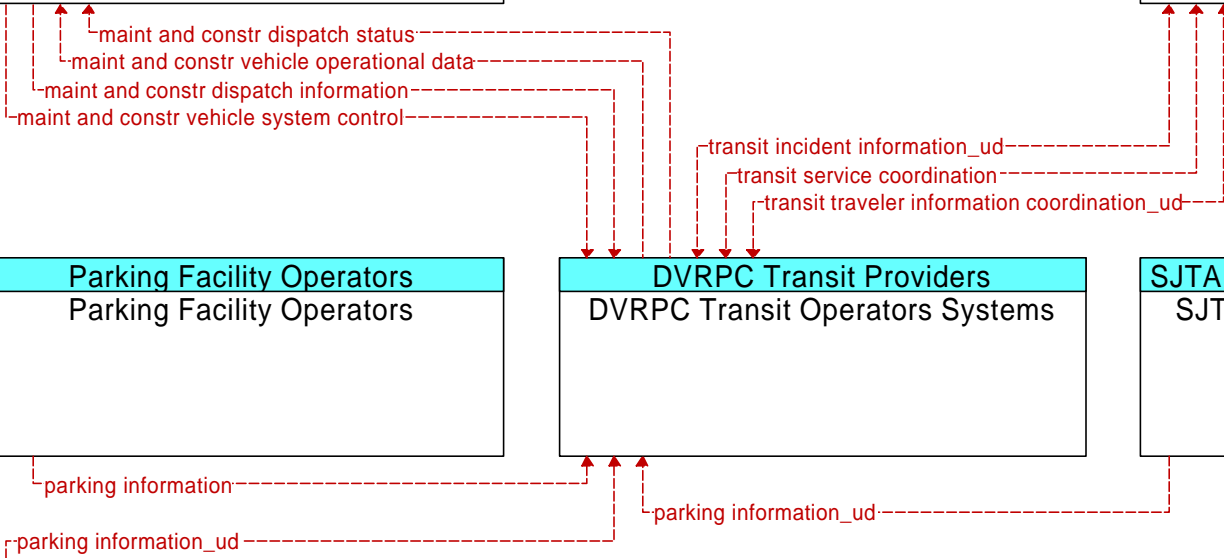 maint and constr dispatch status
maint and constr vehicle operational data
maint and constr dispatch information
maint and constr vehicle system control
transit incident information_ud
transit service coordination
transit traveler information coordination_ud
Parking Facility Operators
Parking Facility Operators
DVRPC Transit Providers
DVRPC Transit Operators Systems
SJTA
SJT
parking information
parking information_ud
parking information_ud